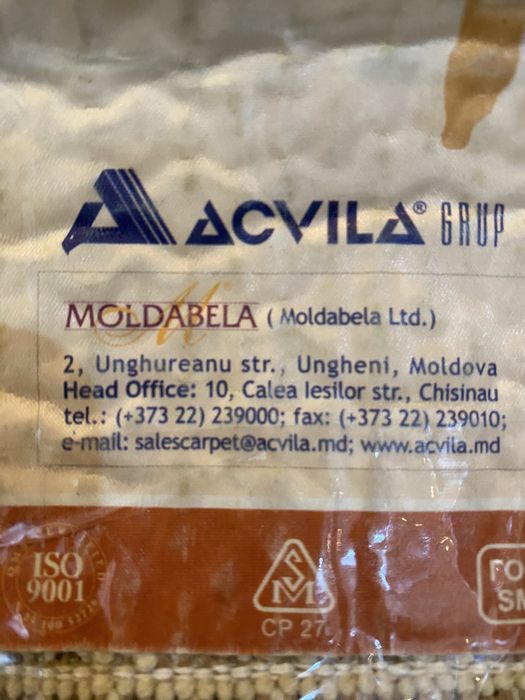 ACVILA® GRUP
MOLDABELA (Moldabela Ltd.)
2, Unghureanu str., Ungheni, Moldova
Head Office: 10, Calea Iesilor str., Chisinau
tel.: (+373 22) 239000; fax: (+373 22) 239010;
e-mail: salescarpet@acvila.md; www.acvila.md
ISO
9001
SM
CP 27